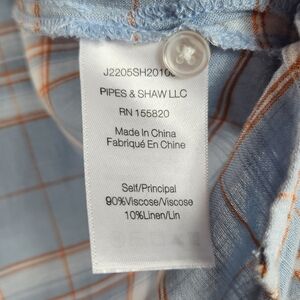 PIPES & SHAW LLC
RN 155820
Made In China
Fabriqué En Chine
Self/Principal
90%Viscose/Viscose
10%Linen/Lin